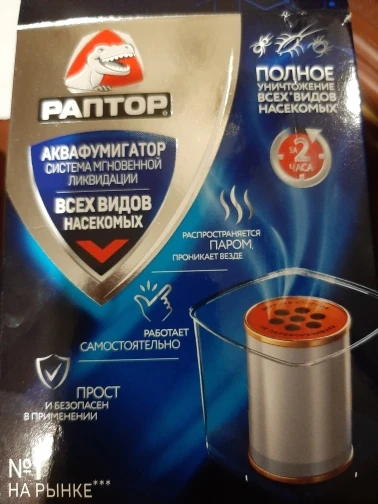 РАПТОР®
АКВАФУМИГАТОР
СИСТЕМА МГНОВЕННОЙ
ЛИКВИДАЦИИ
ВСЕХ ВИДОВ
НАСЕКОМЫХ
ПОЛНОЕ
УНИЧТОЖЕНИЕ
ВСЕХ*ВИДОВ
НАСЕКОМЫХ
ЗА
2
ЧАСА
РАСПРОСТРАНЯЕТСЯ
ПАРОМ,
ПРОНИКАЕТ ВЕЗДЕ
РАБОТАЕТ
САМОСТОЯТЕЛЬНО
ПРОСТ
И БЕЗОПАСЕН
В ПРИМЕНЕНИИ
№1
НА РЫНКЕ***